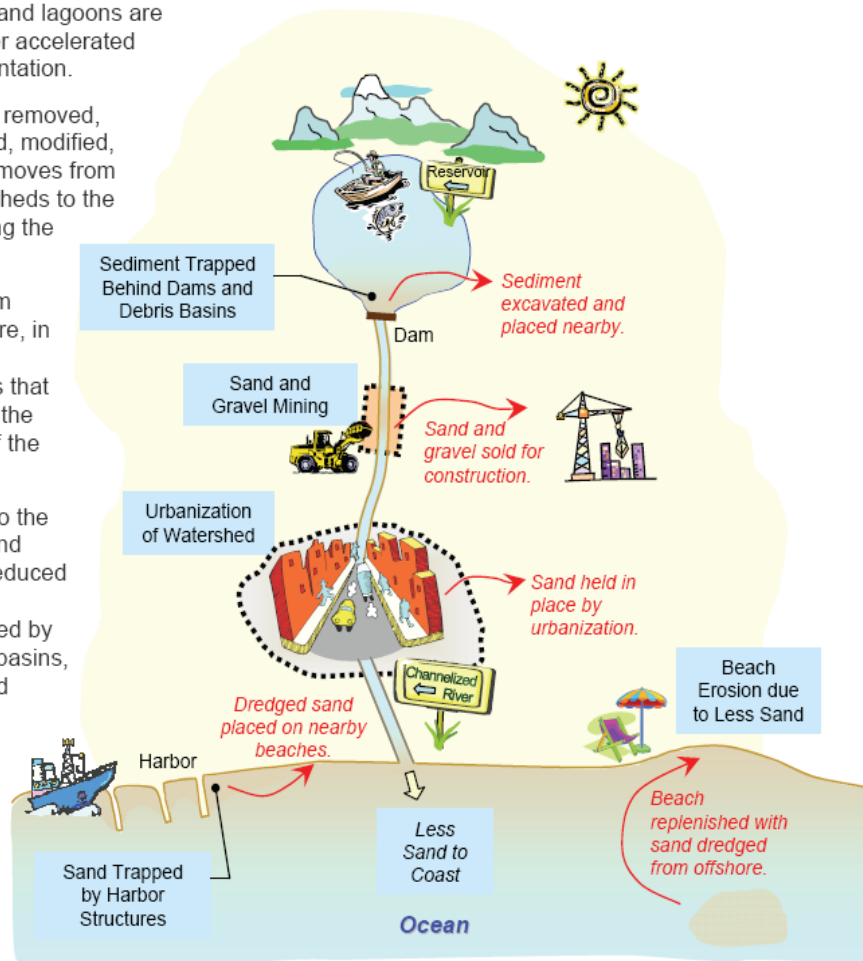 and lagoons are
r accelerated
ntation.
removed,
d, modified,
moves from
heds to the
ng the
m
re, in
s that
the
f the
o the
nd
educed
ed by
basins,
d
Reservoir
Sediment Trapped
Behind Dams and
Debris Basins
Sediment
excavated and
placed nearby.
Dam
Sand and
Gravel Mining
Sand and
gravel sold for
construction.
Urbanization
of Watershed
Sand held in
place by
urbanization.
Channelized
River
Beach
Erosion due
to Less Sand
Dredged sand
placed on nearby
beaches.
Harbor
Less
Sand to
Coast
Beach
replenished with
sand dredged
from offshore.
Sand Trapped
by Harbor
Structures
Ocean